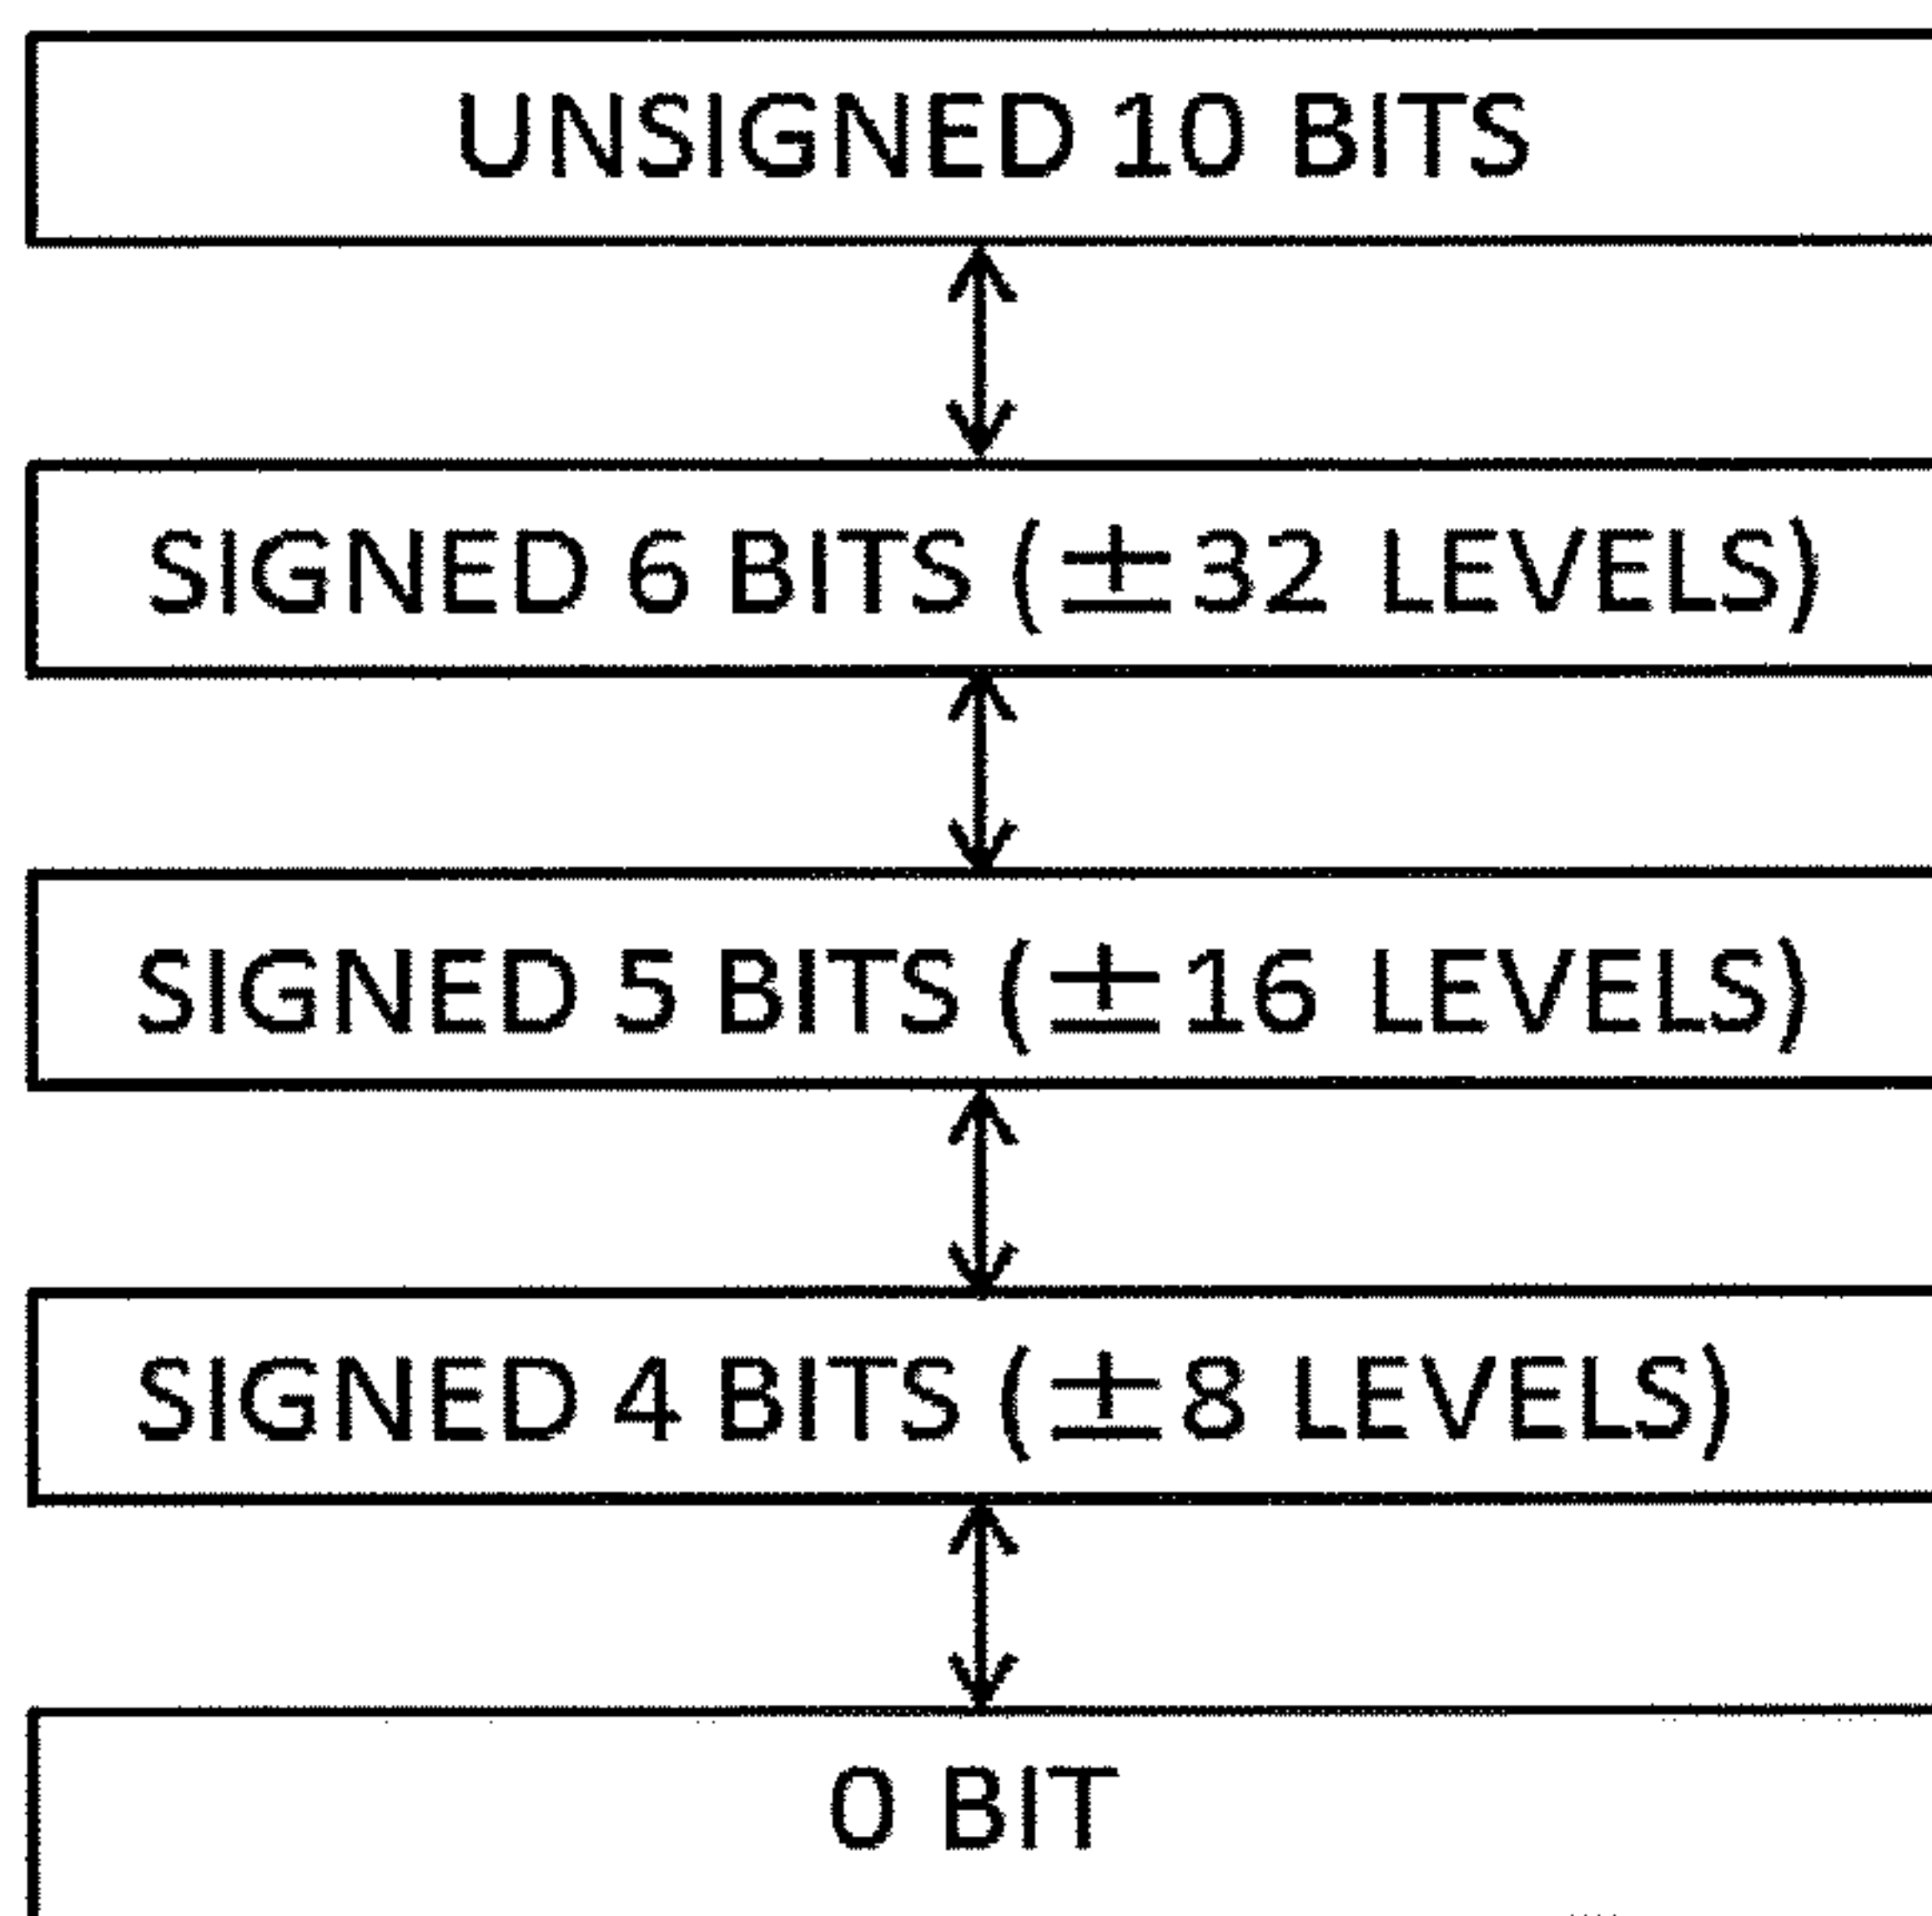 UNSIGNED 10 BITS
SIGNED 6 BITS (±32 LEVELS)
SIGNED 5 BITS (±16 LEVELS)
SIGNED 4 BITS (±8 LEVELS)
0 BIT